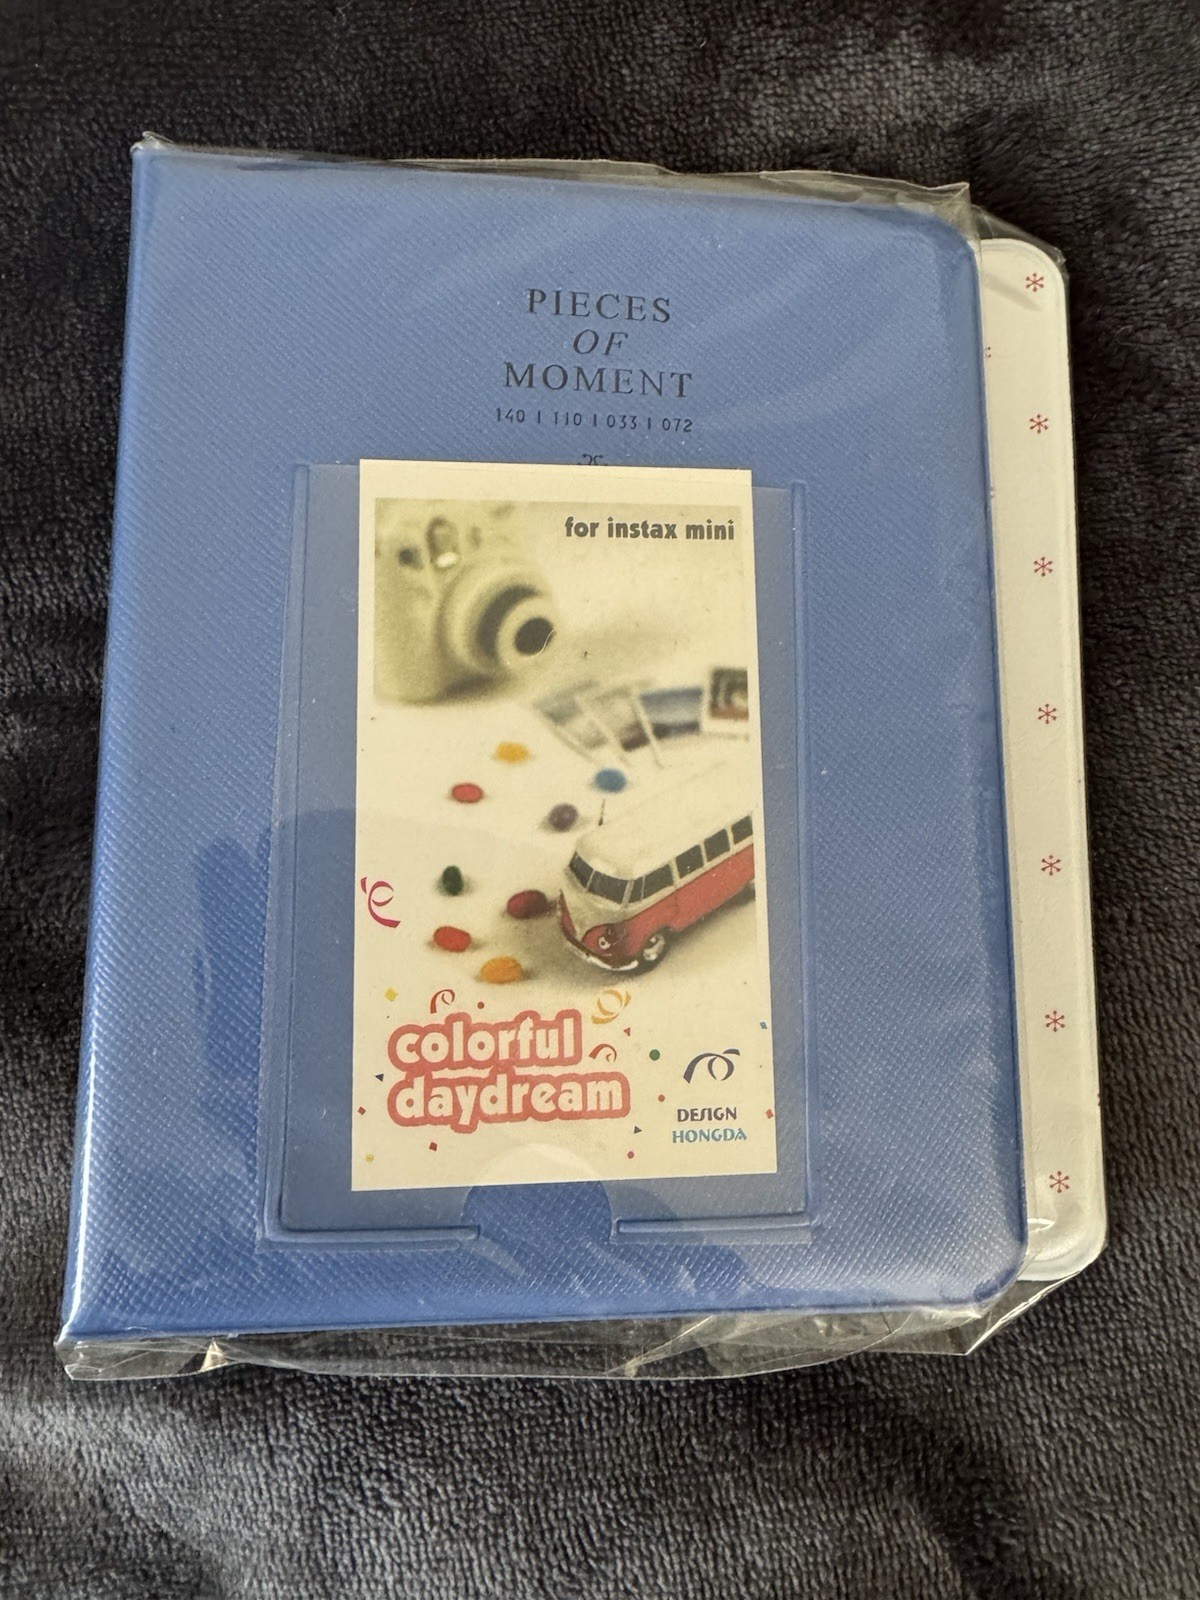 PIECES
OF
MOMENT
140 | 110 | 033 | 072
for instax mini
colorful
daydream
DESIGN
HONGDA